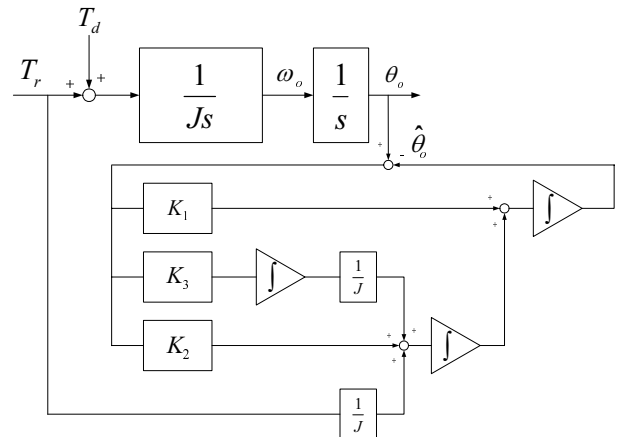 T_d
T_r
+
+
1
Js
ω_o
1
s
θ_o
+
-
θ̂_o
K_1
+
+
∫
K_3
∫
1
J
+
K_2
+
+
+
∫
1
J